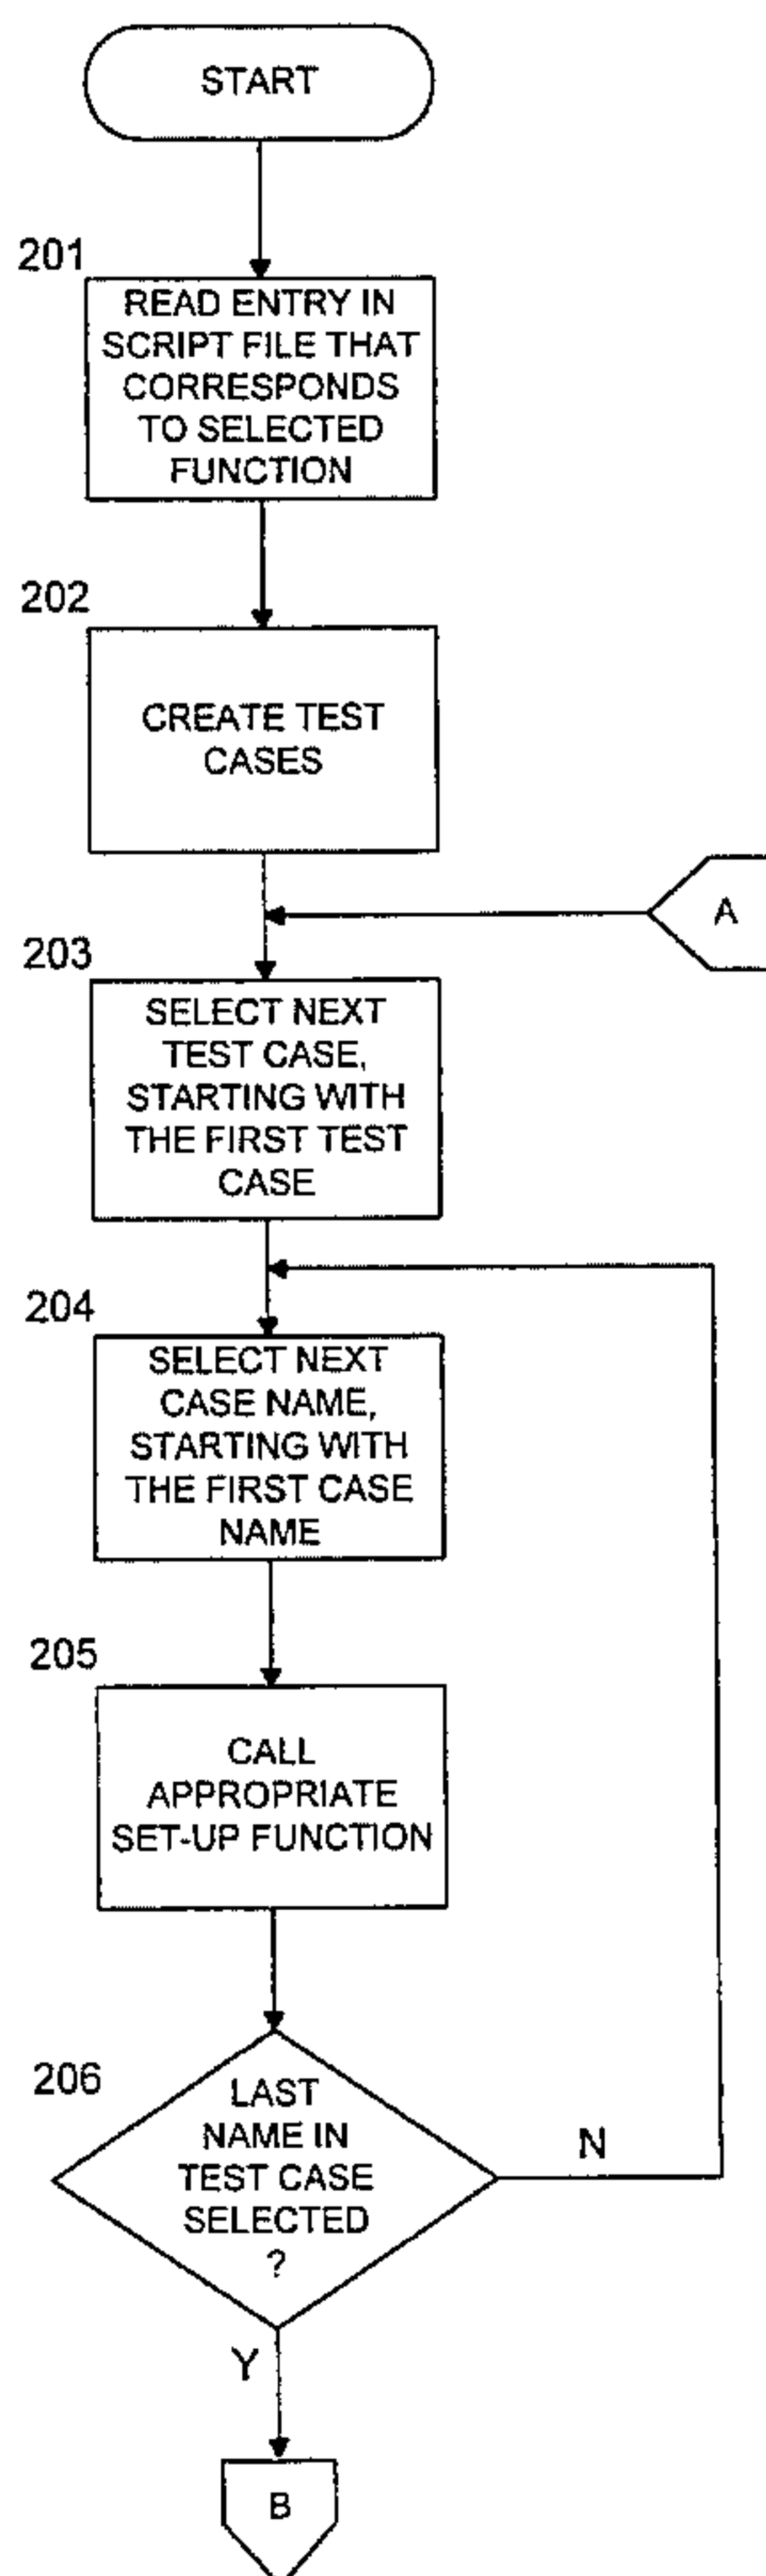 START
201
READ ENTRY IN
SCRIPT FILE THAT
CORRESPONDS
TO SELECTED
FUNCTION
202
CREATE TEST
CASES
A
203
SELECT NEXT
TEST CASE,
STARTING WITH
THE FIRST TEST
CASE
204
SELECT NEXT
CASE NAME,
STARTING WITH
THE FIRST CASE
NAME
205
CALL
APPROPRIATE
SET-UP FUNCTION
206
LAST
NAME IN
TEST CASE
SELECTED
?
N
Y
B